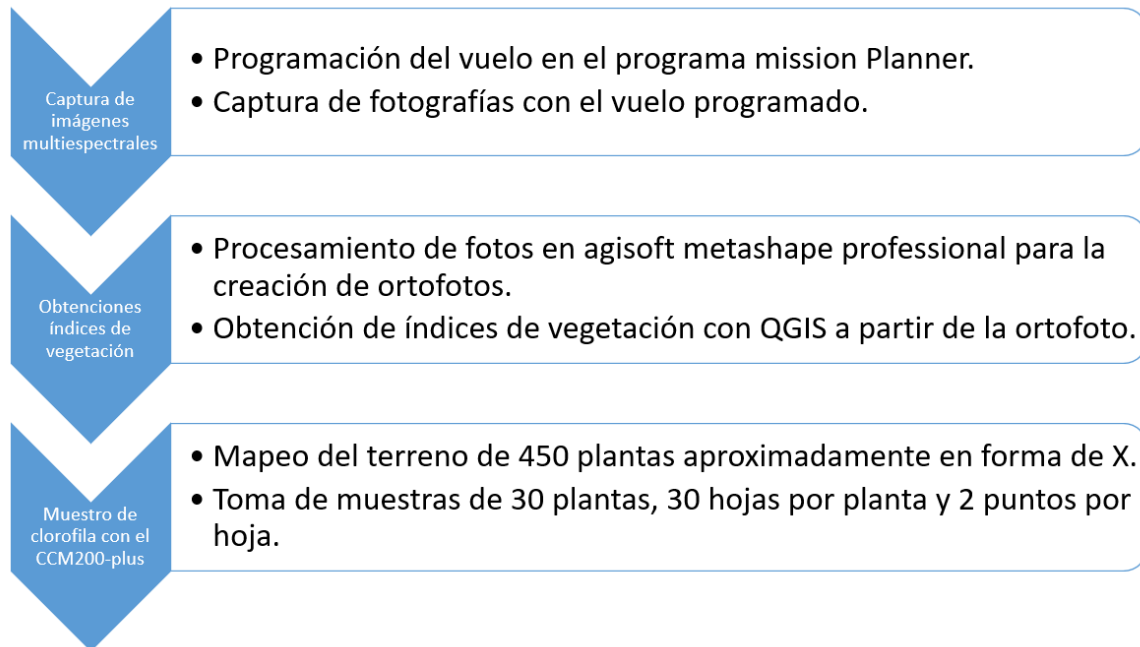 Captura de
imágenes
multiespectrales
• Programación del vuelo en el programa mission Planner.
• Captura de fotografías con el vuelo programado.
Obtenciones
índices de
vegetación
• Procesamiento de fotos en agisoft metashape professional para la
creación de ortofotos.
• Obtención de índices de vegetación con QGIS a partir de la ortofoto.
Muestro de
clorofila con el
CCM200-plus
• Mapeo del terreno de 450 plantas aproximadamente en forma de X.
• Toma de muestras de 30 plantas, 30 hojas por planta y 2 puntos por
hoja.